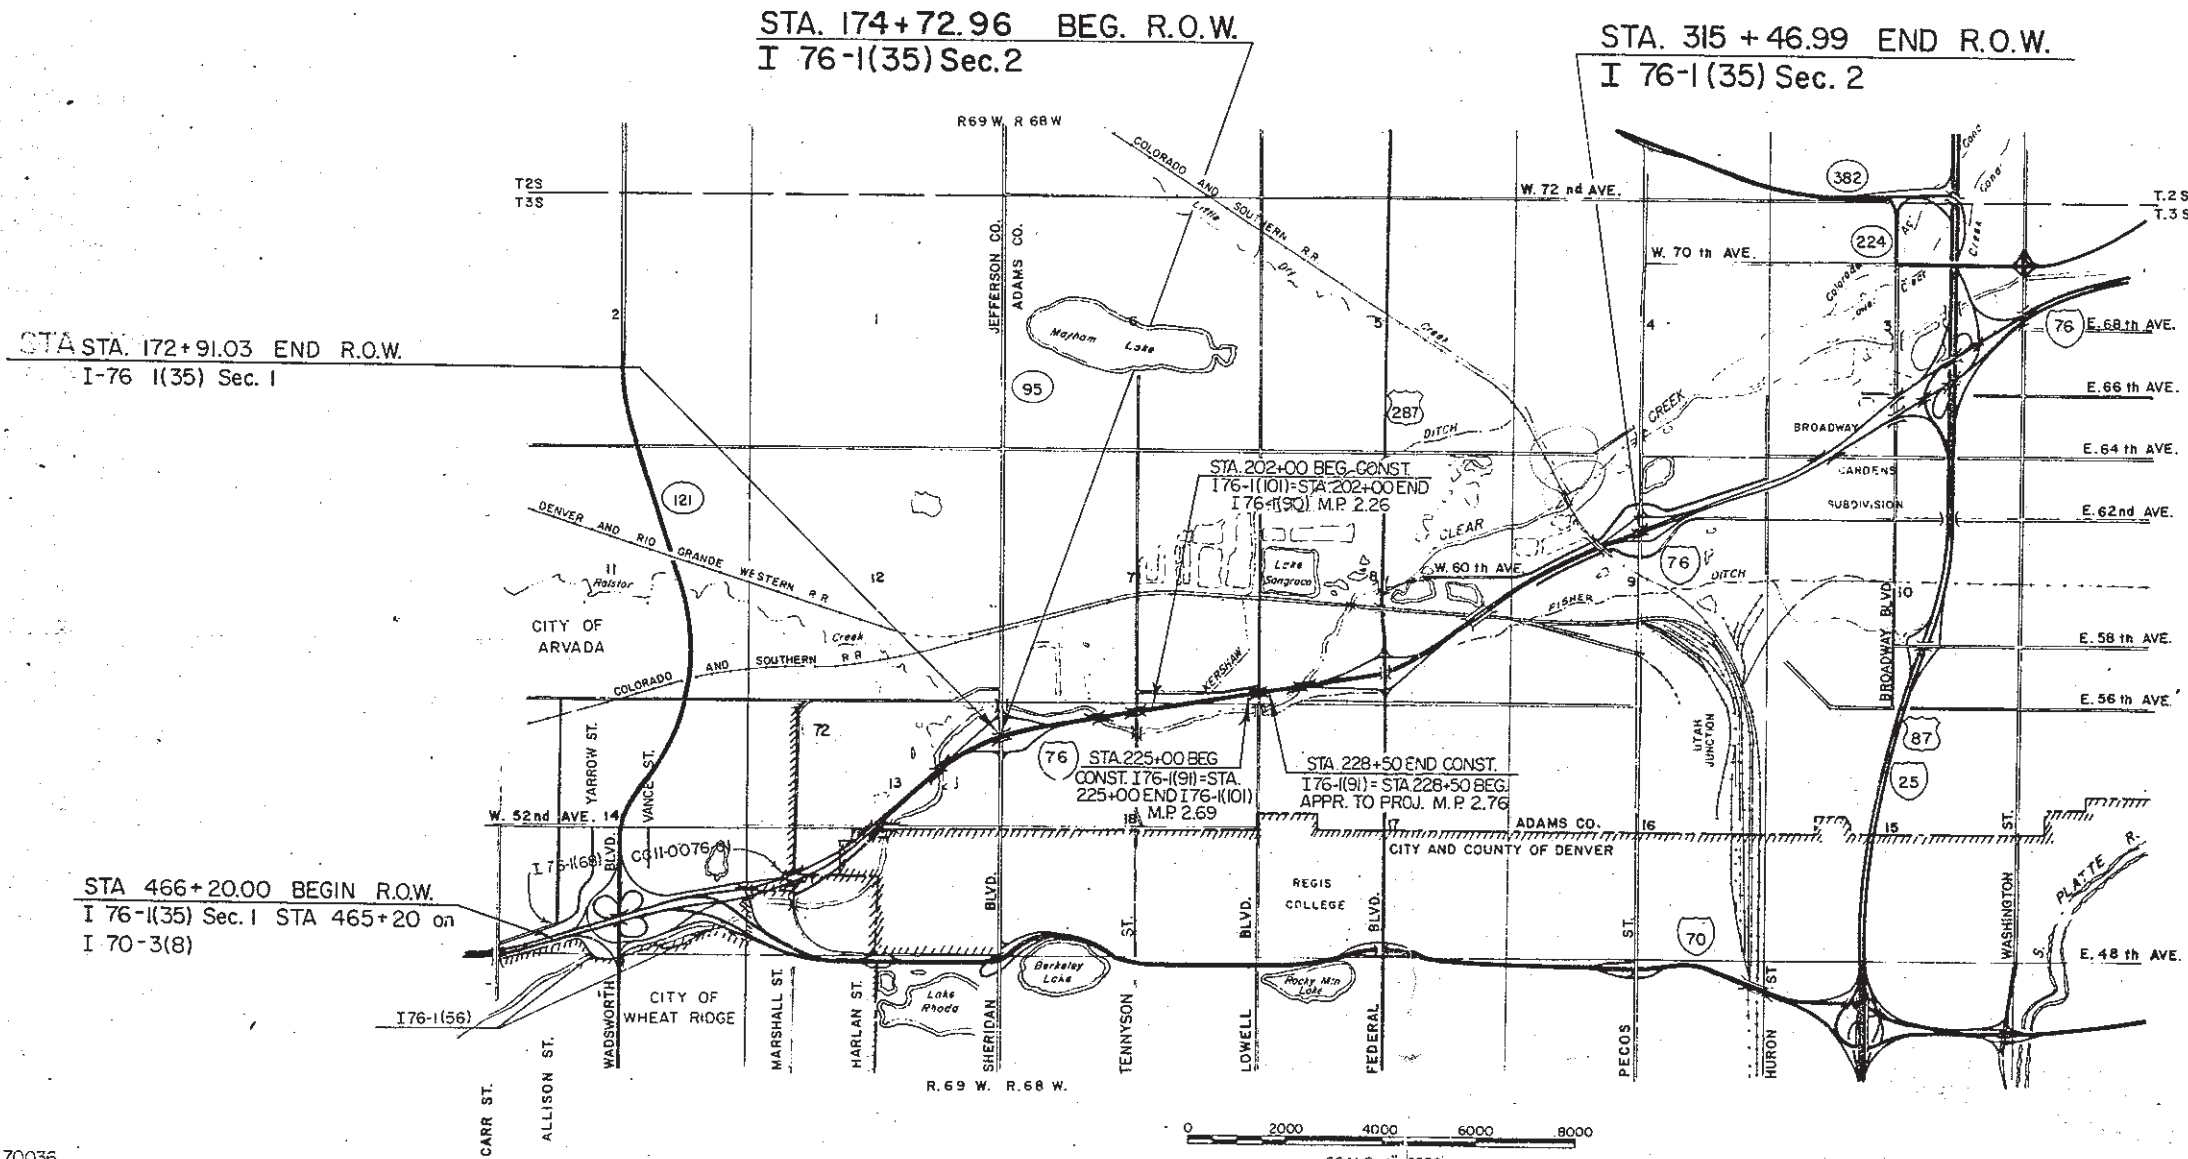 STA. 174+72.96 BEG. R.O.W.
I 76-1(35) Sec. 2
STA. 315 + 46.99 END R.O.W.
I 76-1(35) Sec. 2
R69 W. R 68 W
COLORADO AND SOUTHERN R.R.
T2S
T3S
W. 72 nd AVE.
382
T.2 S
T.3 S
Little
Creek
224
W. 70 th AVE.
JEFFERSON CO.
ADAMS CO.
Colorado
2
1
6
5
4
3
Mayham Lake
76
E. 68 th AVE.
STA STA. 172+91.03 END R.O.W.
I-76 1(35) Sec. 1
95
287
E. 66 th AVE.
CREEK
DITCH
BROADWAY
GARDENS
SUBDIVISION
E. 64 th AVE.
STA. 202+00 BEG. CONST.
I 76-1(101)=STA. 202+00 END
I 76-1(90) M.P. 2.26
121
DENVER AND RIO GRANDE WESTERN R R
CLEAR
E. 62nd AVE.
Lake Sangraco
11
12
7
8
9
10
W. 60 th AVE.
76
DITCH
FISHER
Ralston
Creek
CITY OF
ARVADA
COLORADO AND SOUTHERN R R
KERSHAW
BROADWAY BLVD.
E. 58 th AVE.
E. 56 th AVE.
UTAH JUNCTION
87
25
72
13
76
STA. 225+00 BEG
CONST. I 76-1(91)=STA.
225+00 END I 76-1(101)
M.P. 2.69
STA. 228+50 END CONST.
I 76-1(91)= STA. 228+50 BEG.
APPR. TO PROJ. M.P. 2.76
YARROW ST.
VANCE ST.
W. 52nd AVE.
14
18
17
16
15
ADAMS CO.
CITY AND COUNTY OF DENVER
I 76-1(68)
STA 466+20.00 BEGIN R.O.W.
I 76-1(35) Sec. 1 STA 465+20 on
I 70-3(8)
REGIS
COLLEGE
PLATTE R.
S.
70
E. 48 th AVE.
Berkeley Lake
Rocky Mtn Lake
Lake Rhoda
CITY OF
WHEAT RIDGE
I 76-1(56)
CARR ST.
ALLISON ST.
WADSWORTH BLVD.
MARSHALL ST.
HARLAN ST.
SHERIDAN BLVD.
TENNYSON ST.
LOWELL BLVD.
FEDERAL BLVD.
PECOS ST.
HURON ST
WASHINGTON ST.
R. 69 W. R. 68 W.
0 2000 4000 6000 8000
70036